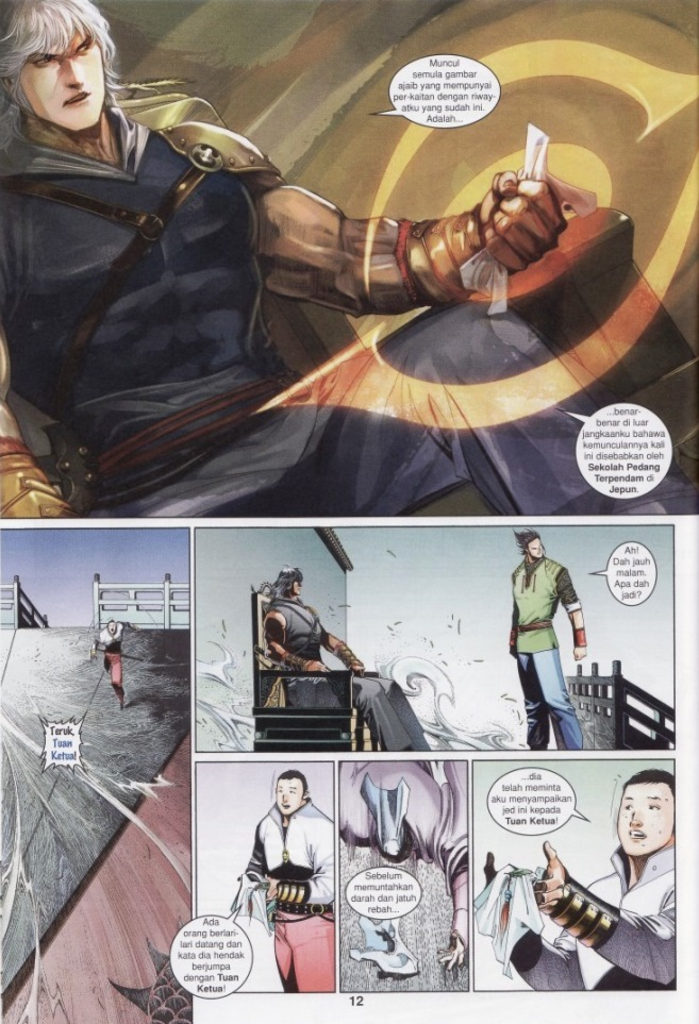 Muncul
semula gambar
ajaib yang mempunyai
per-kaitan dengan riway-
atku yang sudah ini.
Adalah...
...benar-
benar di luar
jangkaanku bahawa
kemunculannya kali
ini disebabkan oleh
Sekolah Pedang
Terpendam di
Jepun.
Teruk,
Tuan
Ketua!
Ah!
Dah jauh
malam.
Apa dah
jadi?
Ada
orang berlari-
lari datang dan
kata dia hendak
berjumpa
dengan Tuan
Ketua!
Sebelum
memuntahkan
darah dan jatuh
rebah...
...dia
telah meminta
aku menyampaikan
jed ini kepada
Tuan Ketua!
12